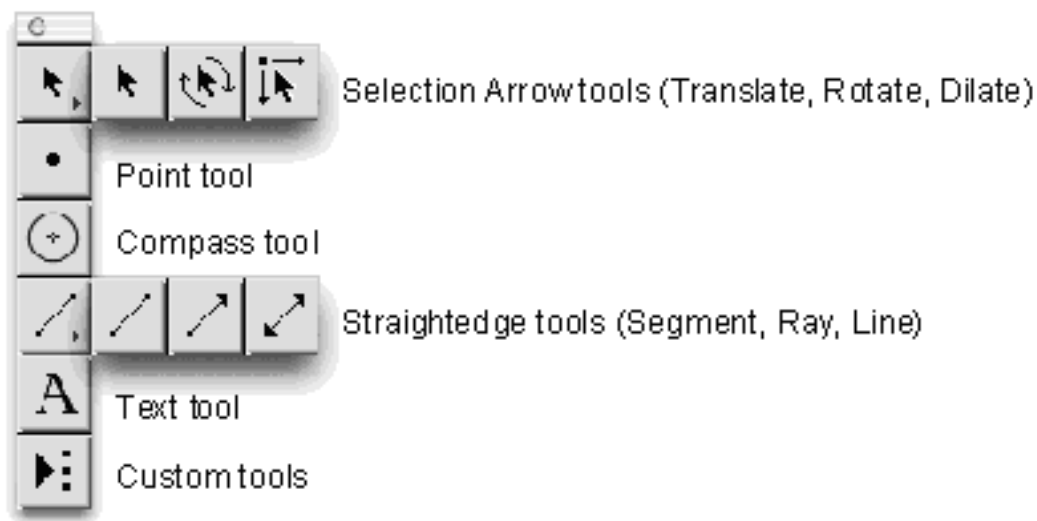 Selection Arrow tools (Translate, Rotate, Dilate)
Point tool
Compass tool
Straightedge tools (Segment, Ray, Line)
A
Text tool
Custom tools